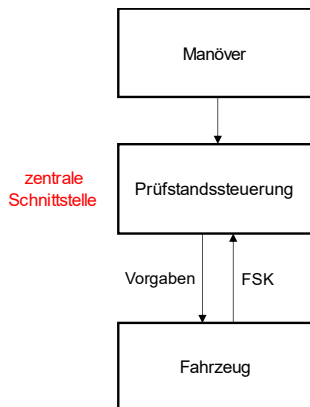 Manöver
zentrale
Schnittstelle
Prüfstandssteuerung
Vorgaben
FSK
Fahrzeug